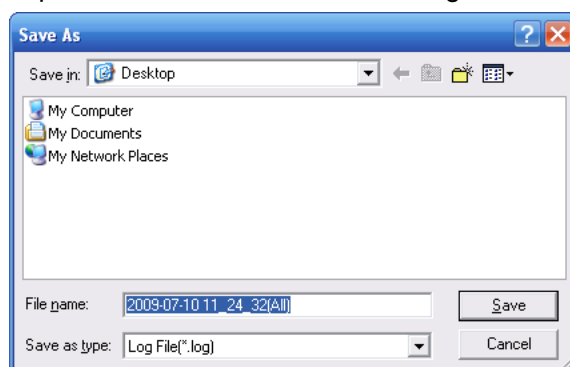 Save As
Save in: Desktop
My Computer
My Documents
My Network Places
File name: 2009-07-10 11_24_32(All) Save
Save as type: Log File(*.log) Cancel